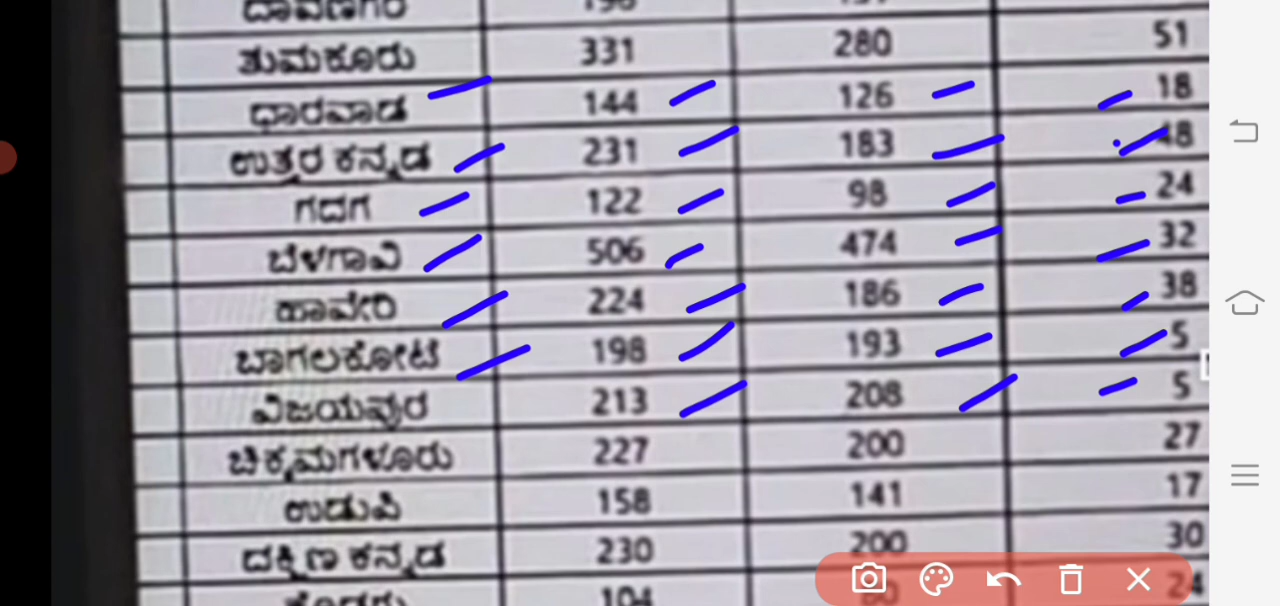 ತುಮಕೂರು 331 280 51
ಧಾರವಾಡ 144 126 18
ಉತ್ತರ ಕನ್ನಡ 231 183 48
ಗದಗ 122 98 24
ಬೆಳಗಾವಿ 506 474 32
ಹಾವೇರಿ 224 186 38
ಬಾಗಲಕೋಟೆ 198 193 5
ವಿಜಯಪುರ 213 208 5
ಚಿಕ್ಕಮಗಳೂರು 227 200 27
ಉಡುಪಿ 158 141 17
ದಕ್ಷಿಣ ಕನ್ನಡ 230 200 30
104 24